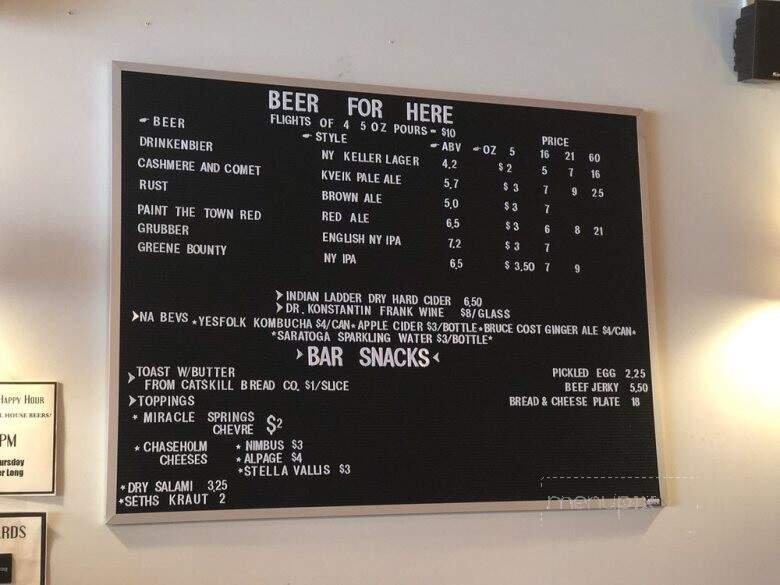 BEER FOR HERE
FLIGHTS OF 4 5 OZ POURS - $10
BEER STYLE ABV OZ 5 PRICE 16 21 60
DRINKENBIER NY KELLER LAGER 4.2 $2 5 7 16
CASHMERE AND COMET KVEIK PALE ALE 5.7 $3 7 9 25
RUST BROWN ALE 5.0 $3 7
PAINT THE TOWN RED RED ALE 6.5 $3 6 8 21
GRUBBER ENGLISH NY IPA 7.2 $3 7
GREENE BOUNTY NY IPA 6.5 $3.50 7 9
INDIAN LADDER DRY HARD CIDER 6.50
DR. KONSTANTIN FRANK WINE $8/GLASS
NA BEVS *YESFOLK KOMBUCHA $4/CAN* APPLE CIDER $3/BOTTLE*BRUCE COST GINGER ALE $4/CAN*
*SARATOGA SPARKLING WATER $3/BOTTLE*
BAR SNACKS
TOAST W/BUTTER
FROM CATSKILL BREAD CO. $1/SLICE
TOPPINGS
* MIRACLE SPRINGS
CHEVRE $2
* CHASEHOLM
CHEESES
* NIMBUS $3
* ALPAGE $4
*STELLA VALLIS $3
*DRY SALAMI 3.25
*SETHS KRAUT 2
PICKLED EGG 2.25
BEEF JERKY 5.50
BREAD & CHEESE PLATE 18
HAPPY HOUR
HOUSE BEERS!
PM
ursday
er Long
RDS
menupix